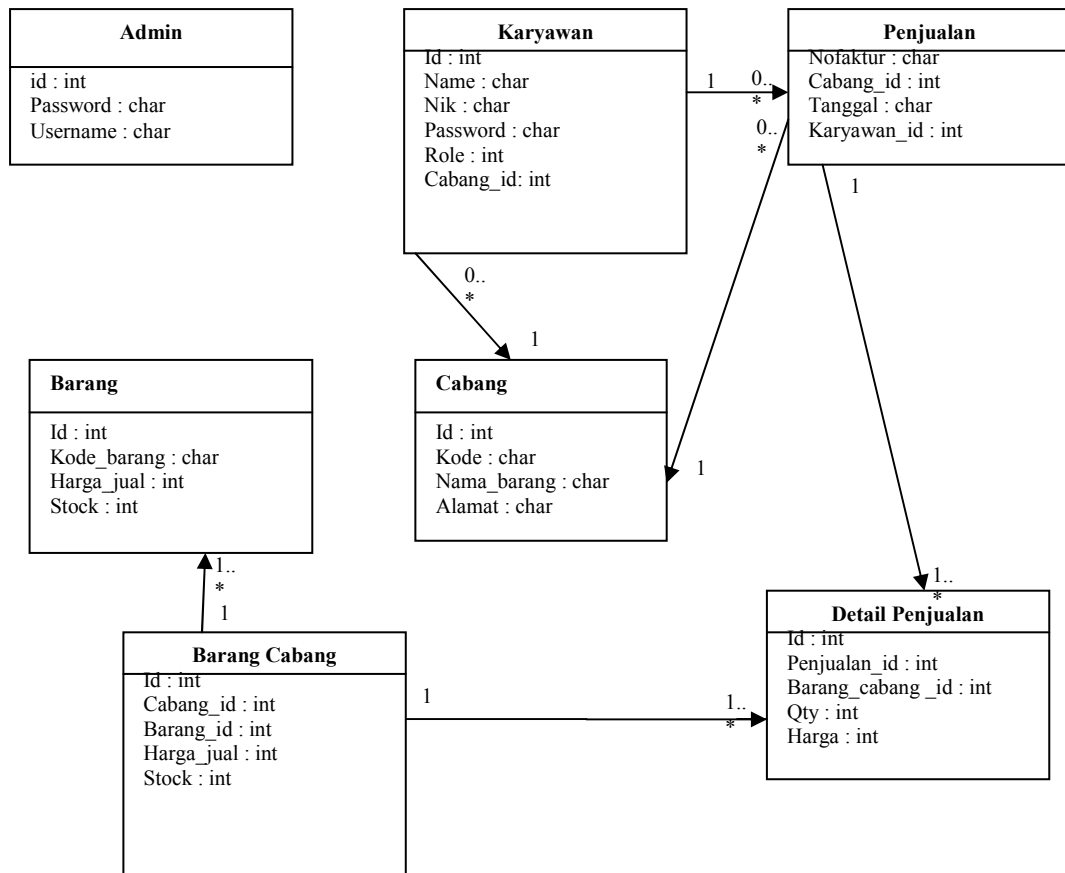 Admin
id : int
Password : char
Username : char
Karyawan
Id : int
Name : char
Nik : char
Password : char
Role : int
Cabang_id: int
1
0..
*
Penjualan
Nofaktur : char
Cabang_id : int
Tanggal : char
Karyawan_id : int
0..
*
1
0..
*
1
Barang
Id : int
Kode_barang : char
Harga_jual : int
Stock : int
Cabang
Id : int
Kode : char
Nama_barang : char
Alamat : char
1
1..
*
1
1..
*
Barang Cabang
Id : int
Cabang_id : int
Barang_id : int
Harga_jual : int
Stock : int
1
1..
*
Detail Penjualan
Id : int
Penjualan_id : int
Barang_cabang _id : int
Qty : int
Harga : int